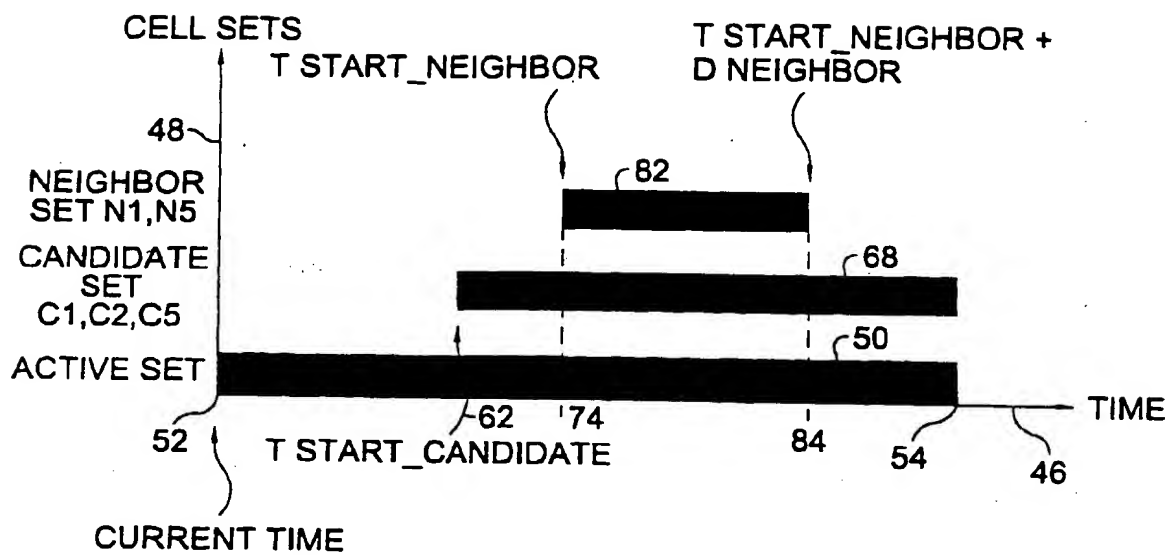 CELL SETS
T START_NEIGHBOR
T START_NEIGHBOR +
D NEIGHBOR
48
82
NEIGHBOR
SET N1,N5
CANDIDATE
SET
C1,C2,C5
68
50
ACTIVE SET
TIME
52
62
74
84
54
46
T START_CANDIDATE
CURRENT TIME